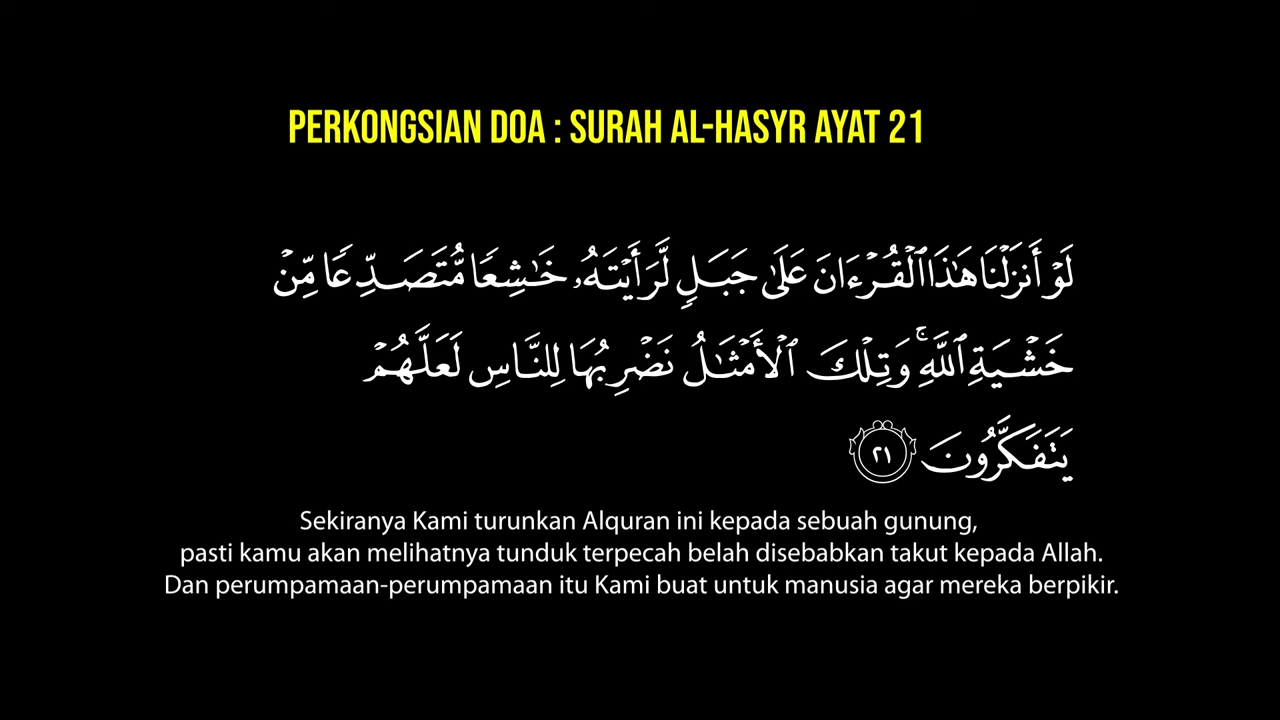 PERKONGSIAN DOA : SURAH AL-HASYR AYAT 21
لَوْ أَنزَلْنَا هَٰذَا ٱلْقُرْءَانَ عَلَىٰ جَبَلٍ لَّرَأَيْتَهُۥ خَٰشِعًا مُّتَصَدِّعًا مِّنْ
خَشْيَةِ ٱللَّهِ ۚ وَتِلْكَ ٱلْأَمْثَٰلُ نَضْرِبُهَا لِلنَّاسِ لَعَلَّهُمْ
يَتَفَكَّرُونَ ٢١
Sekiranya Kami turunkan Alquran ini kepada sebuah gunung,
pasti kamu akan melihatnya tunduk terpecah belah disebabkan takut kepada Allah.
Dan perumpamaan-perumpamaan itu Kami buat untuk manusia agar mereka berpikir.